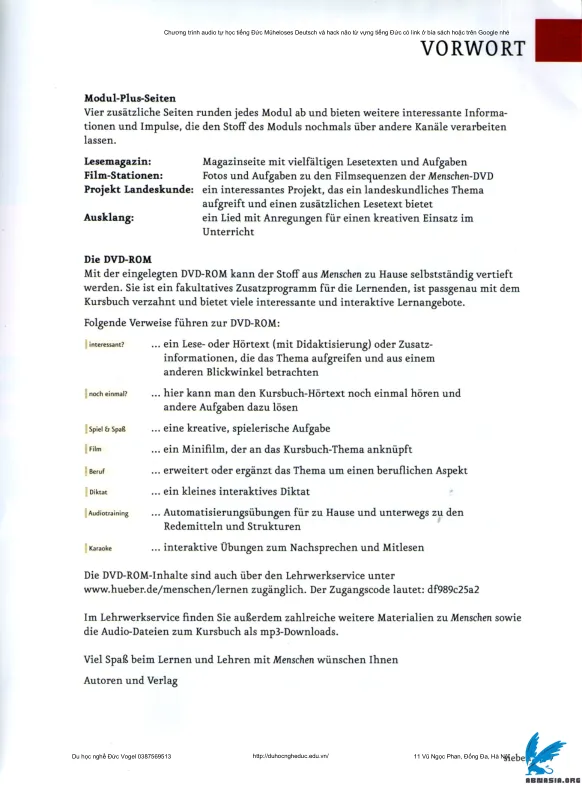 Chương trình audio tự học tiếng Đức Müheloses Deutsch và hack não từ vựng tiếng Đức có link ở bìa sách hoặc trên Google nhé
VORWORT
Modul-Plus-Seiten
Vier zusätzliche Seiten runden jedes Modul ab und bieten weitere interessante Informa-
tionen und Impulse, die den Stoff des Moduls nochmals über andere Kanäle verarbeiten
lassen.
Lesemagazin: Magazinseite mit vielfältigen Lesetexten und Aufgaben
Film-Stationen: Fotos und Aufgaben zu den Filmsequenzen der Menschen-DVD
Projekt Landeskunde: ein interessantes Projekt, das ein landeskundliches Thema
aufgreift und einen zusätzlichen Lesetext bietet
Ausklang: ein Lied mit Anregungen für einen kreativen Einsatz im
Unterricht
Die DVD-ROM
Mit der eingelegten DVD-ROM kann der Stoff aus Menschen zu Hause selbstständig vertieft
werden. Sie ist ein fakultatives Zusatzprogramm für die Lernenden, ist passgenau mit dem
Kursbuch verzahnt und bietet viele interessante und interaktive Lernangebote.
Folgende Verweise führen zur DVD-ROM:
interessant? ... ein Lese- oder Hörtext (mit Didaktisierung) oder Zusatz-
informationen, die das Thema aufgreifen und aus einem
anderen Blickwinkel betrachten
noch einmal? ... hier kann man den Kursbuch-Hörtext noch einmal hören und
andere Aufgaben dazu lösen
Spiel & Spaß ... eine kreative, spielerische Aufgabe
Film ... ein Minifilm, der an das Kursbuch-Thema anknüpft
Beruf ... erweitert oder ergänzt das Thema um einen beruflichen Aspekt
Diktat ... ein kleines interaktives Diktat
Audiotraining ... Automatisierungsübungen für zu Hause und unterwegs zu den
Redemitteln und Strukturen
Karaoke ... interaktive Übungen zum Nachsprechen und Mitlesen
Die DVD-ROM-Inhalte sind auch über den Lehrwerkservice unter
www.hueber.de/menschen/lernen zugänglich. Der Zugangscode lautet: df989c25a2
Im Lehrwerkservice finden Sie außerdem zahlreiche weitere Materialien zu Menschen sowie
die Audio-Dateien zum Kursbuch als mp3-Downloads.
Viel Spaß beim Lernen und Lehren mit Menschen wünschen Ihnen
Autoren und Verlag
Du học nghề Đức Vogel 0387569513 http://duhocngheduc.edu.vn/ 11 Vũ Ngọc Phan, Đống Đa, Hà Nội